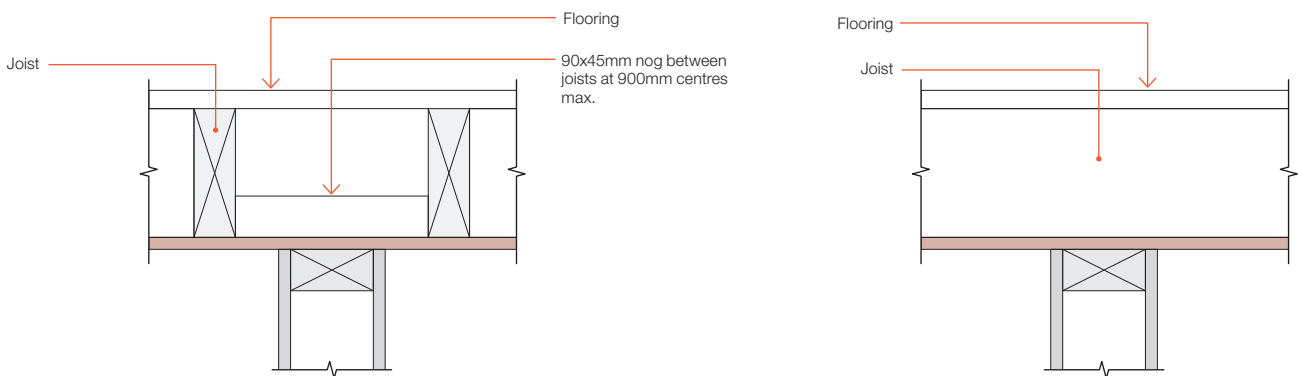 Flooring
Joist
90x45mm nog between
joists at 900mm centres
max.
Flooring
Joist